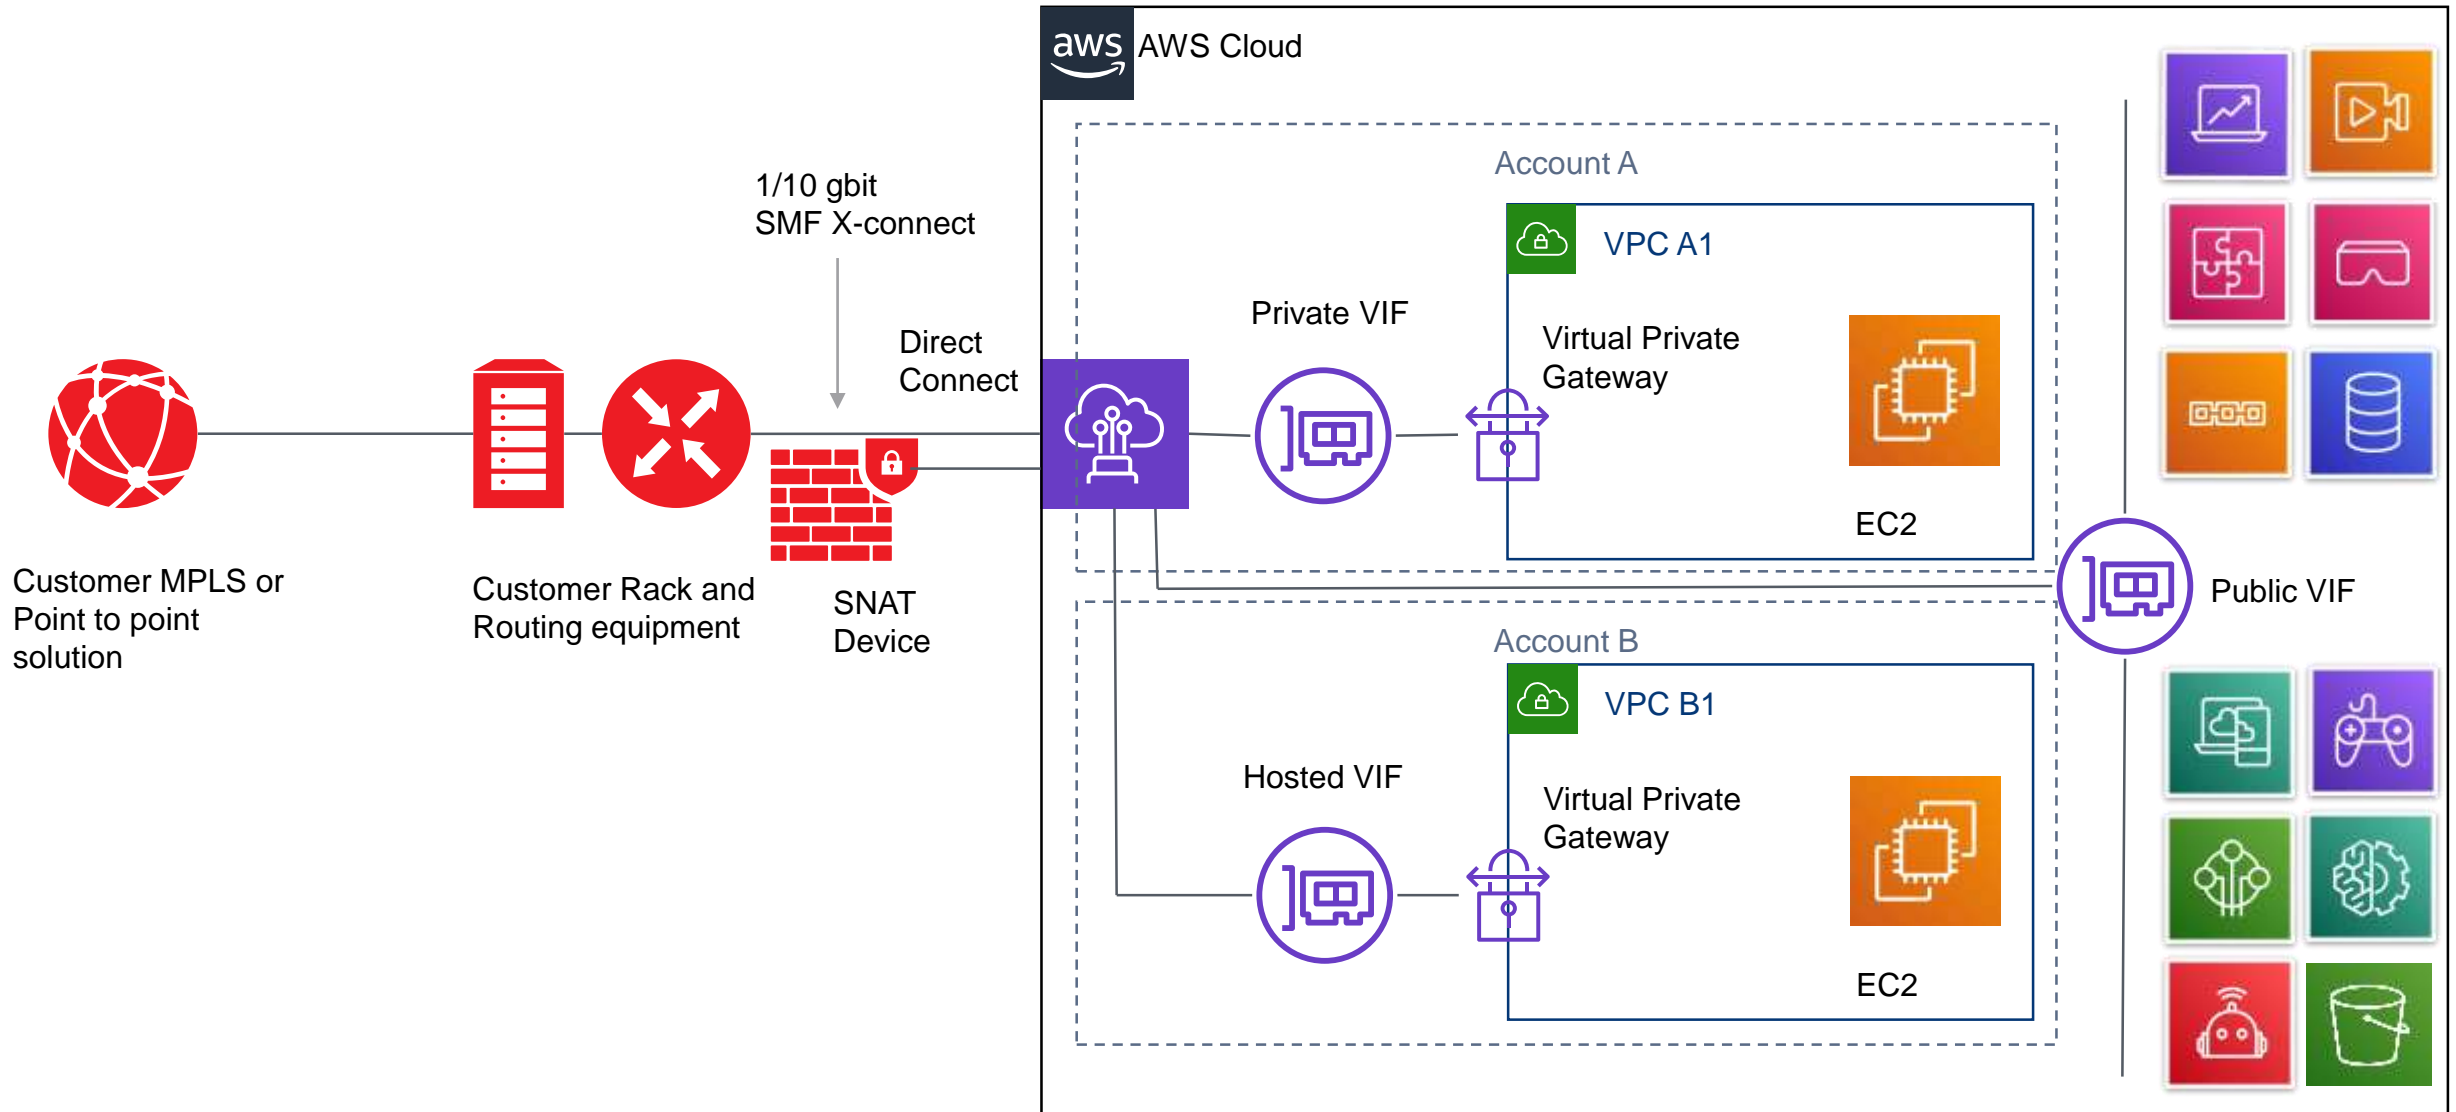 aws
AWS Cloud
Account A
1/10 gbit
SMF X-connect
VPC A1
Private VIF
Direct
Connect
Virtual Private
Gateway
EC2
Customer MPLS or
Point to point
solution
Customer Rack and
Routing equipment
SNAT
Device
Public VIF
Account B
VPC B1
Hosted VIF
Virtual Private
Gateway
EC2